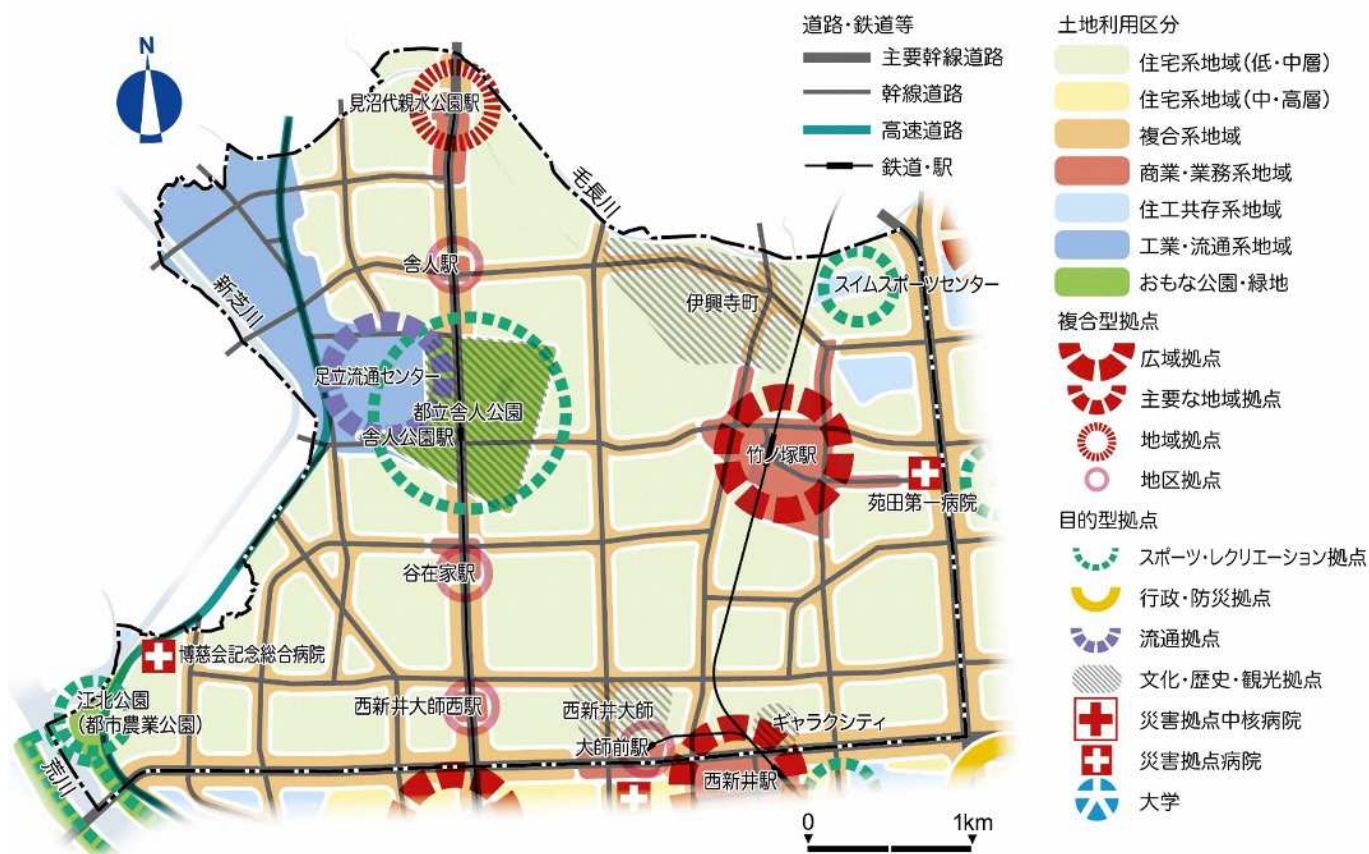 N
見沼代親水公園駅
毛長川
舎人駅
新芝川
伊興寺町
スイムスポーツセンター
足立流通センター
都立舎人公園
舎人公園駅
竹ノ塚駅
苑田第一病院
谷在家駅
博慈会記念総合病院
江北公園
(都市農業公園)
西新井大師西駅
西新井大師
ギャラクシティ
大師前駅
西新井駅
荒川
0 1km
道路・鉄道等
主要幹線道路
幹線道路
高速道路
鉄道・駅
土地利用区分
住宅系地域(低・中層)
住宅系地域(中・高層)
複合系地域
商業・業務系地域
住工共存系地域
工業・流通系地域
おもな公園・緑地
複合型拠点
広域拠点
主要な地域拠点
地域拠点
地区拠点
目的型拠点
スポーツ・レクリエーション拠点
行政・防災拠点
流通拠点
文化・歴史・観光拠点
災害拠点中核病院
災害拠点病院
大学